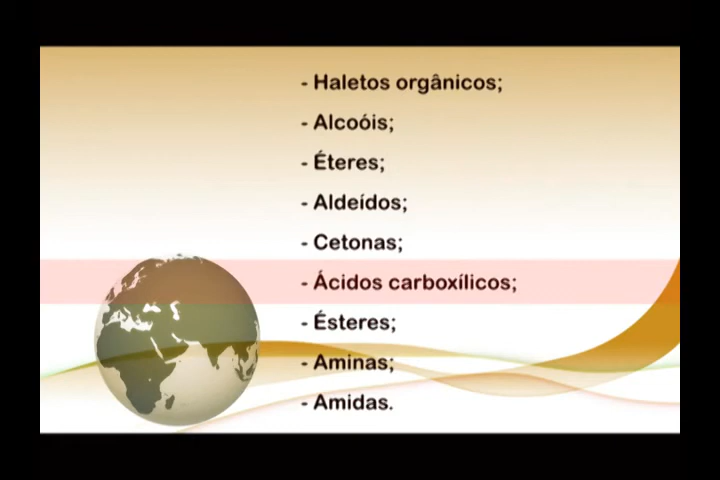 - Haletos orgânicos;
- Alcoóis;
- Éteres;
- Aldeídos;
- Cetonas;
- Ácidos carboxílicos;
- Ésteres;
- Aminas;
- Amidas.